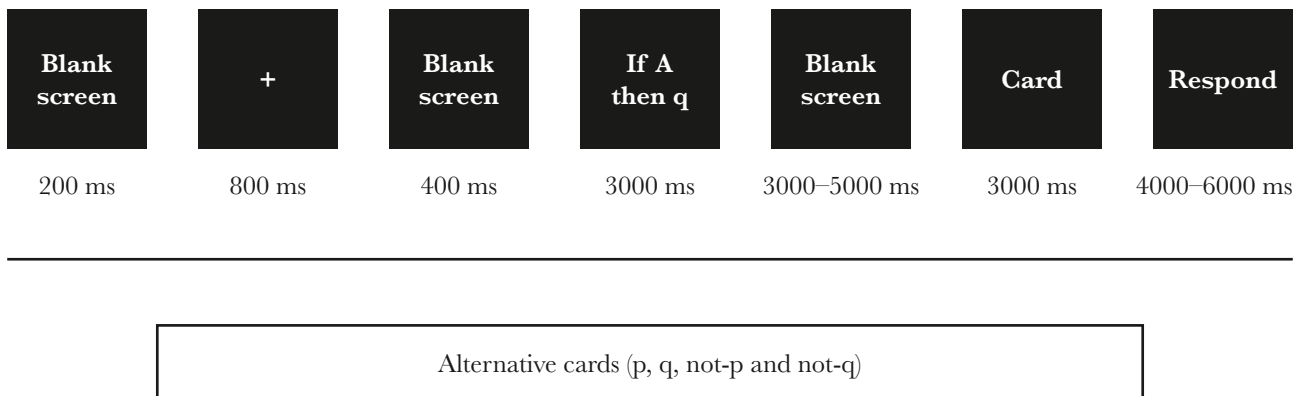 Blank
screen
+
Blank
screen
If A
then q
Blank
screen
Card
Respond
200 ms
800 ms
400 ms
3000 ms
3000–5000 ms
3000 ms
4000–6000 ms
Alternative cards (p, q, not-p and not-q)